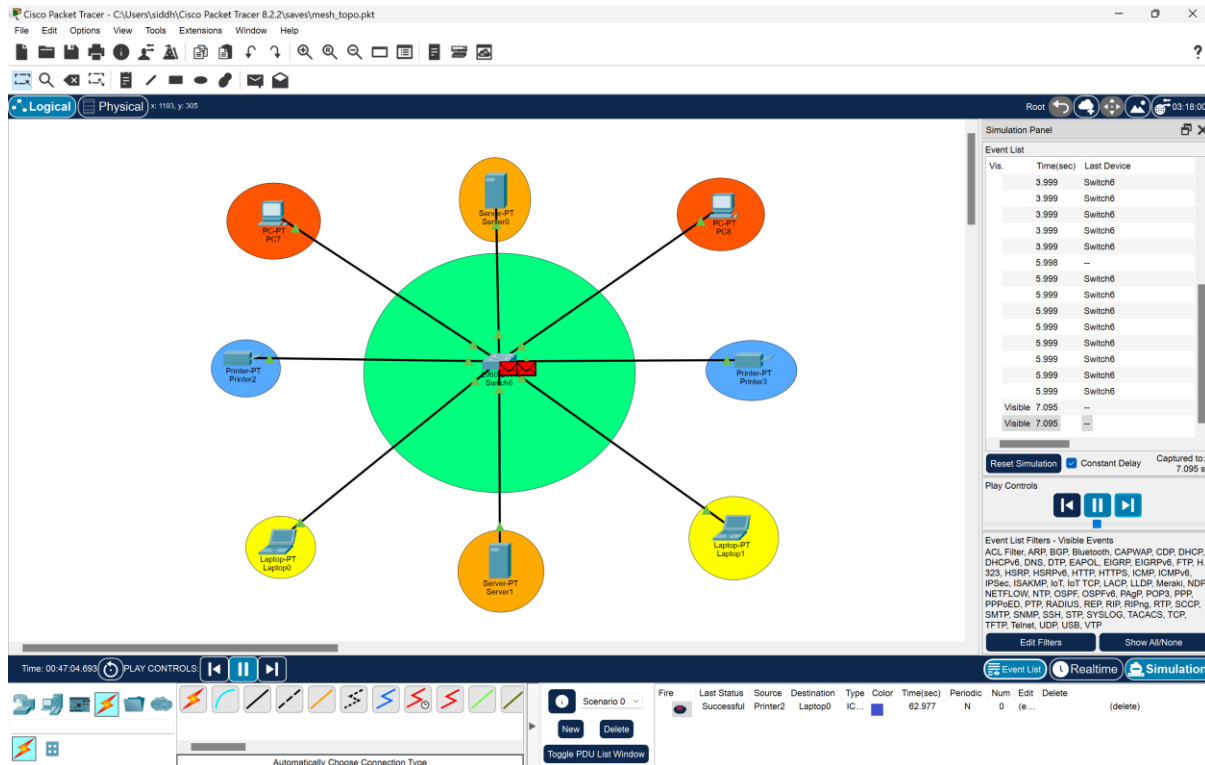 Cisco Packet Tracer - C:\Users\siddh\Cisco Packet Tracer 8.2.2\saves\mesh_topo.pkt
File Edit Options View Tools Extensions Window Help
?
Logical Physical x: 1193, y: 305
Root 03:18:00
Simulation Panel
Event List
Vis. Time(sec) Last Device
3.999 Switch6
3.999 Switch6
3.999 Switch6
3.999 Switch6
3.999 Switch6
5.998 --
5.999 Switch6
5.999 Switch6
5.999 Switch6
5.999 Switch6
5.999 Switch6
5.999 Switch6
5.999 Switch6
5.999 Switch6
Visible 7.095 --
Visible 7.095 --
Reset Simulation Constant Delay Captured to:
7.095 s
Play Controls
Event List Filters - Visible Events
ACL Filter, ARP, BGP, Bluetooth, CAPWAP, CDP, DHCP,
DHCPv6, DNS, DTP, EAPOL, EIGRP, EIGRPv6, FTP, H.
323, HSRP, HSRPv6, HTTP, HTTPS, ICMP, ICMPv6,
IPSec, ISAKMP, IoT, IoT TCP, LACP, LLDP, Meraki, NDP,
NETFLOW, NTP, OSPF, OSPFv6, PAgP, POP3, PPP,
PPPoED, PTP, RADIUS, REP, RIP, RIPng, RTP, SCCP,
SMTP, SNMP, SSH, STP, SYSLOG, TACACS, TCP,
TFTP, Telnet, UDP, USB, VTP
Edit Filters Show All/None
Server-PT
Server0
PC-PT
PC7
PC-PT
PC8
Printer-PT
Printer2
Switch6
Printer-PT
Printer3
Laptop-PT
Laptop0
Server-PT
Server1
Laptop-PT
Laptop1
Time: 00:47:04.693 PLAY CONTROLS:
Event List Realtime Simulation
Automatically Choose Connection Type
Scenario 0
New Delete
Toggle PDU List Window
Fire Last Status Source Destination Type Color Time(sec) Periodic Num Edit Delete
Successful Printer2 Laptop0 IC... 62.977 N 0 (e... (delete)